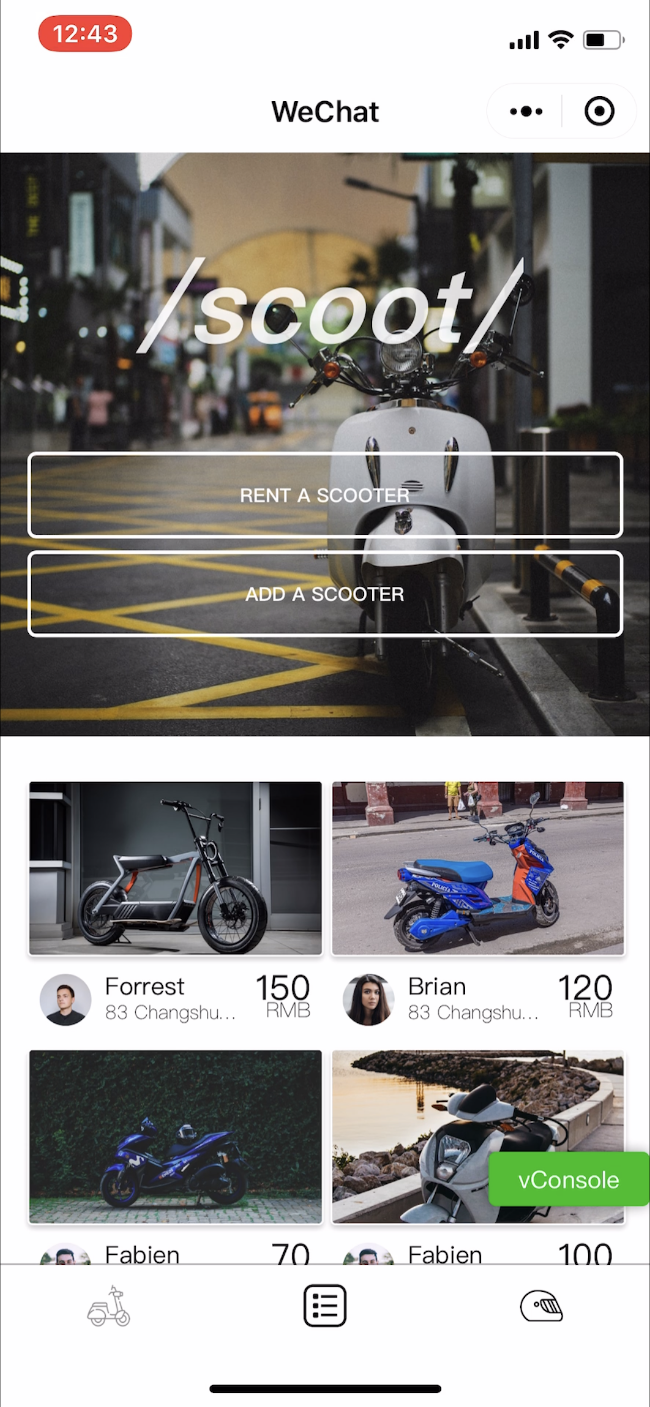 12:43
WeChat
/scoot/
RENT A SCOOTER
ADD A SCOOTER
Forrest
150
83 Changshu...
RMB
Brian
120
83 Changshu...
RMB
vConsole
Fabien
70
Fabien
100